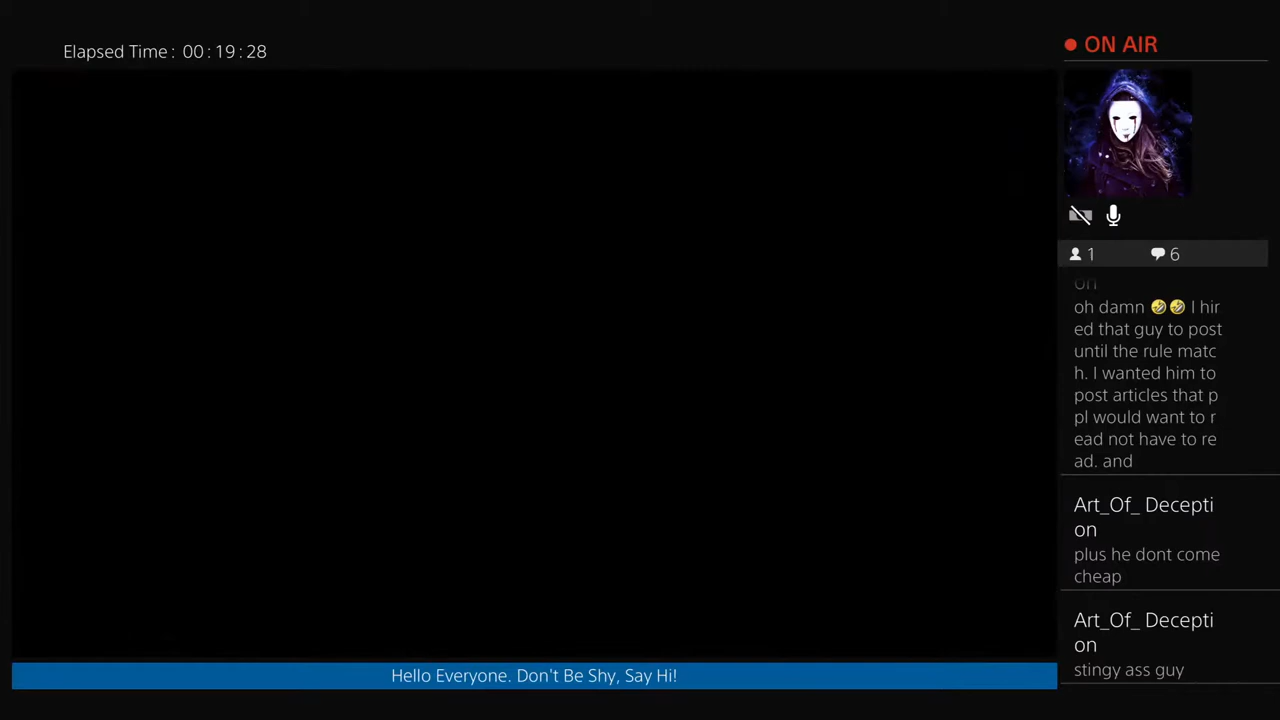 Elapsed Time: 00:19:28
ON AIR
1 6
on
oh damn 🤣🤣 I hir
ed that guy to post
until the rule matc
h. I wanted him to
post articles that p
pl would want to r
ead not have to re
ad. and
Art_Of_ Decepti
on
plus he dont come
cheap
Art_Of_ Decepti
on
stingy ass guy
Hello Everyone. Don't Be Shy, Say Hi!